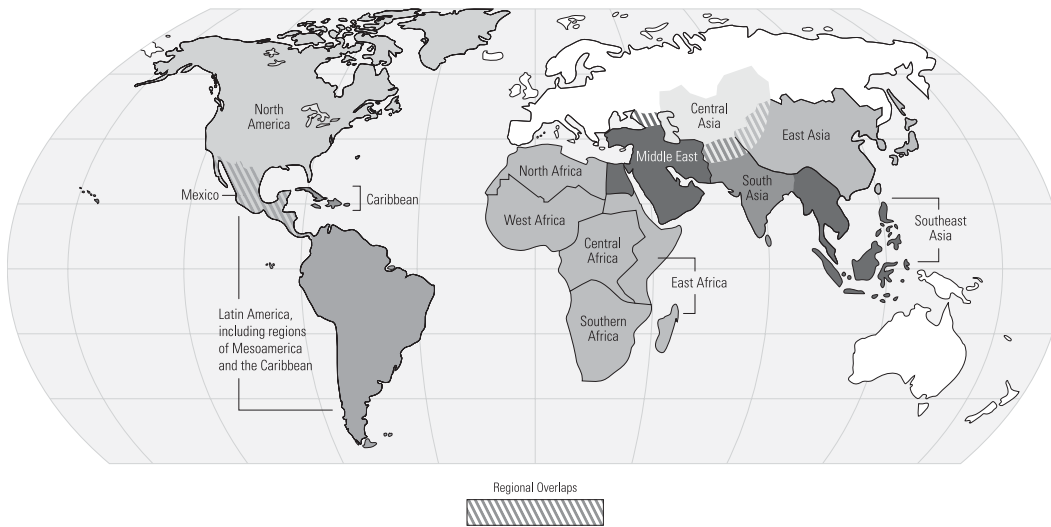 North
America
Central
Asia
East Asia
Middle East
North Africa
South
Asia
Mexico
Caribbean
West Africa
Southeast
Asia
Central
Africa
East Africa
Latin America,
including regions
of Mesoamerica
and the Caribbean
Southern
Africa
Regional Overlaps